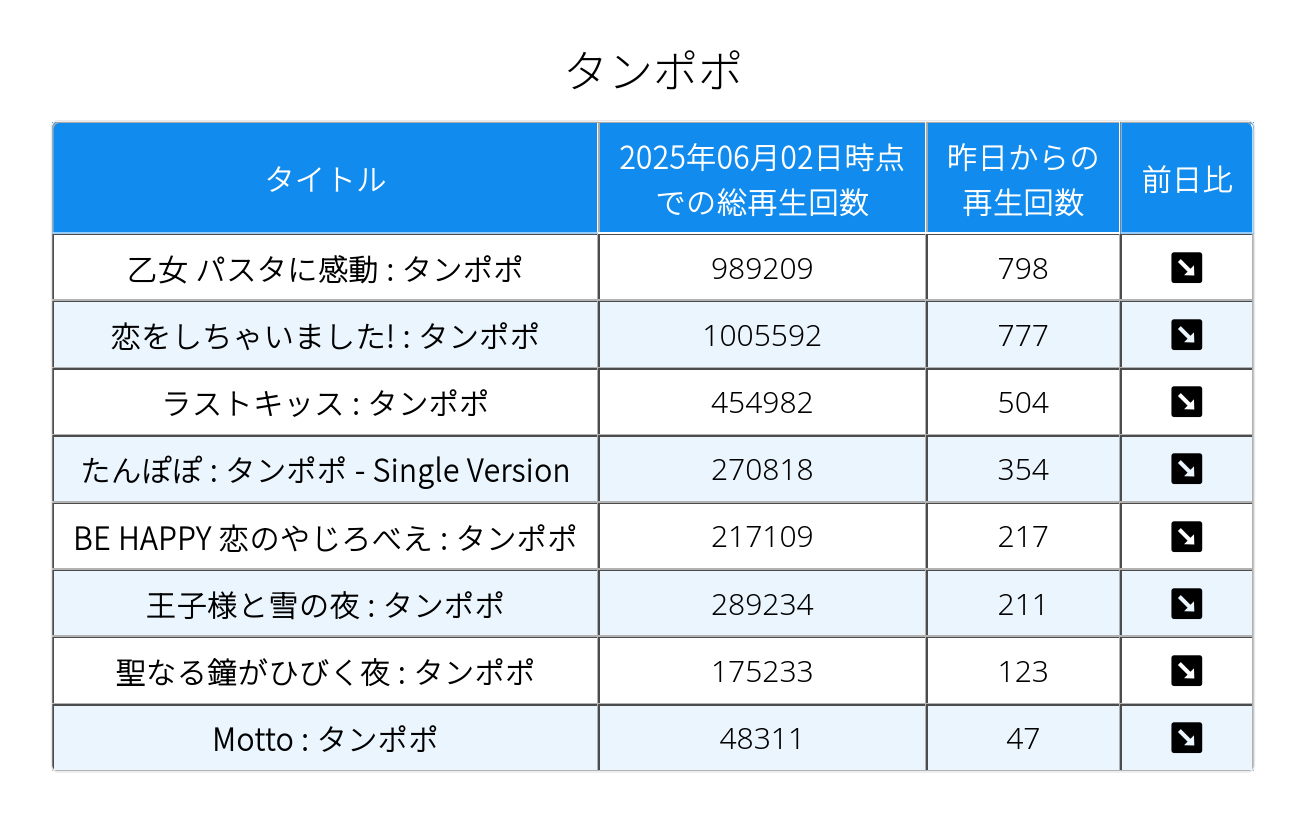 タンポポ
タイトル 2025年06月02日時点での総再生回数 昨日からの再生回数 前日比
乙女 パスタに感動 : タンポポ 989209 798 ↘
恋をしちゃいました! : タンポポ 1005592 777 ↘
ラストキッス : タンポポ 454982 504 ↘
たんぽぽ : タンポポ - Single Version 270818 354 ↘
BE HAPPY 恋のやじろべえ : タンポポ 217109 217 ↘
王子様と雪の夜 : タンポポ 289234 211 ↘
聖なる鐘がひびく夜 : タンポポ 175233 123 ↘
Motto : タンポポ 48311 47 ↘